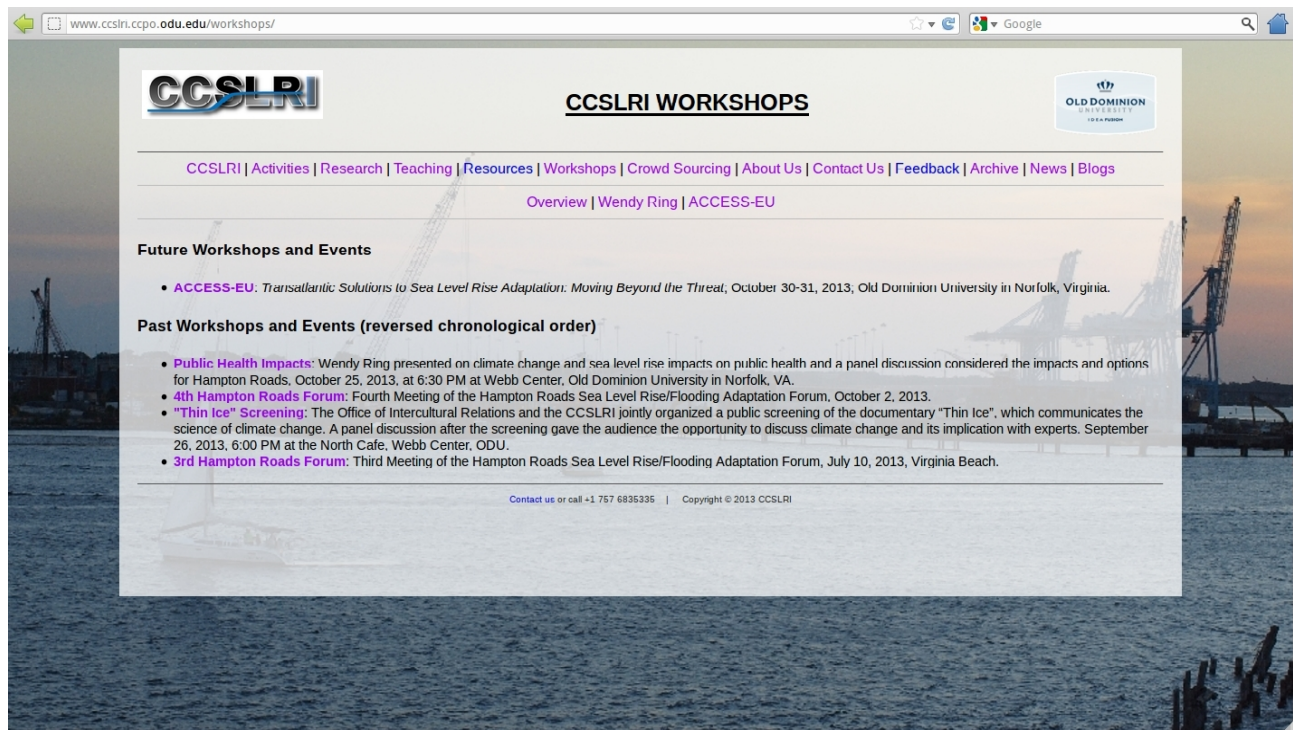 www.ccslri.ccpo.odu.edu/workshops/
Google
CCSLRI
CCSLRI WORKSHOPS
OLD DOMINION
UNIVERSITY
IDEA FUSION
CCSLRI | Activities | Research | Teaching | Resources | Workshops | Crowd Sourcing | About Us | Contact Us | Feedback | Archive | News | Blogs
Overview | Wendy Ring | ACCESS-EU
Future Workshops and Events
• ACCESS-EU: Transatlantic Solutions to Sea Level Rise Adaptation: Moving Beyond the Threat; October 30-31, 2013; Old Dominion University in Norfolk, Virginia.
Past Workshops and Events (reversed chronological order)
• Public Health Impacts: Wendy Ring presented on climate change and sea level rise impacts on public health and a panel discussion considered the impacts and options
for Hampton Roads, October 25, 2013, at 6:30 PM at Webb Center, Old Dominion University in Norfolk, VA.
• 4th Hampton Roads Forum: Fourth Meeting of the Hampton Roads Sea Level Rise/Flooding Adaptation Forum, October 2, 2013.
• "Thin Ice" Screening: The Office of Intercultural Relations and the CCSLRI jointly organized a public screening of the documentary “Thin Ice”, which communicates the
science of climate change. A panel discussion after the screening gave the audience the opportunity to discuss climate change and its implication with experts. September
26, 2013, 6:00 PM at the North Cafe, Webb Center, ODU.
• 3rd Hampton Roads Forum: Third Meeting of the Hampton Roads Sea Level Rise/Flooding Adaptation Forum, July 10, 2013, Virginia Beach.
Contact us or call +1 757 6835335 | Copyright © 2013 CCSLRI